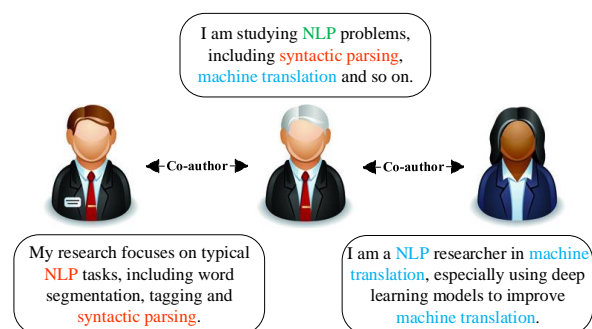 I am studying NLP problems,
including syntactic parsing,
machine translation and so on.
Co-author
Co-author
My research focuses on typical
NLP tasks, including word
segmentation, tagging and
syntactic parsing.
I am a NLP researcher in machine
translation, especially using deep
learning models to improve
machine translation.